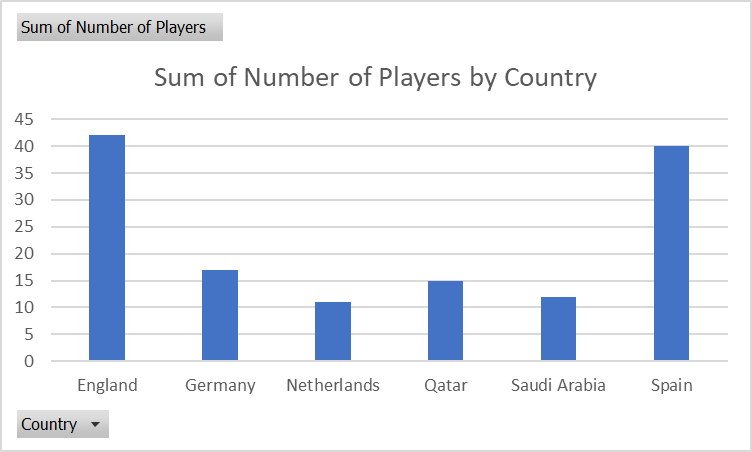 Sum of Number of Players
Sum of Number of Players by Country
45
40
35
30
25
20
15
10
5
0
England Germany Netherlands Qatar Saudi Arabia Spain
Country